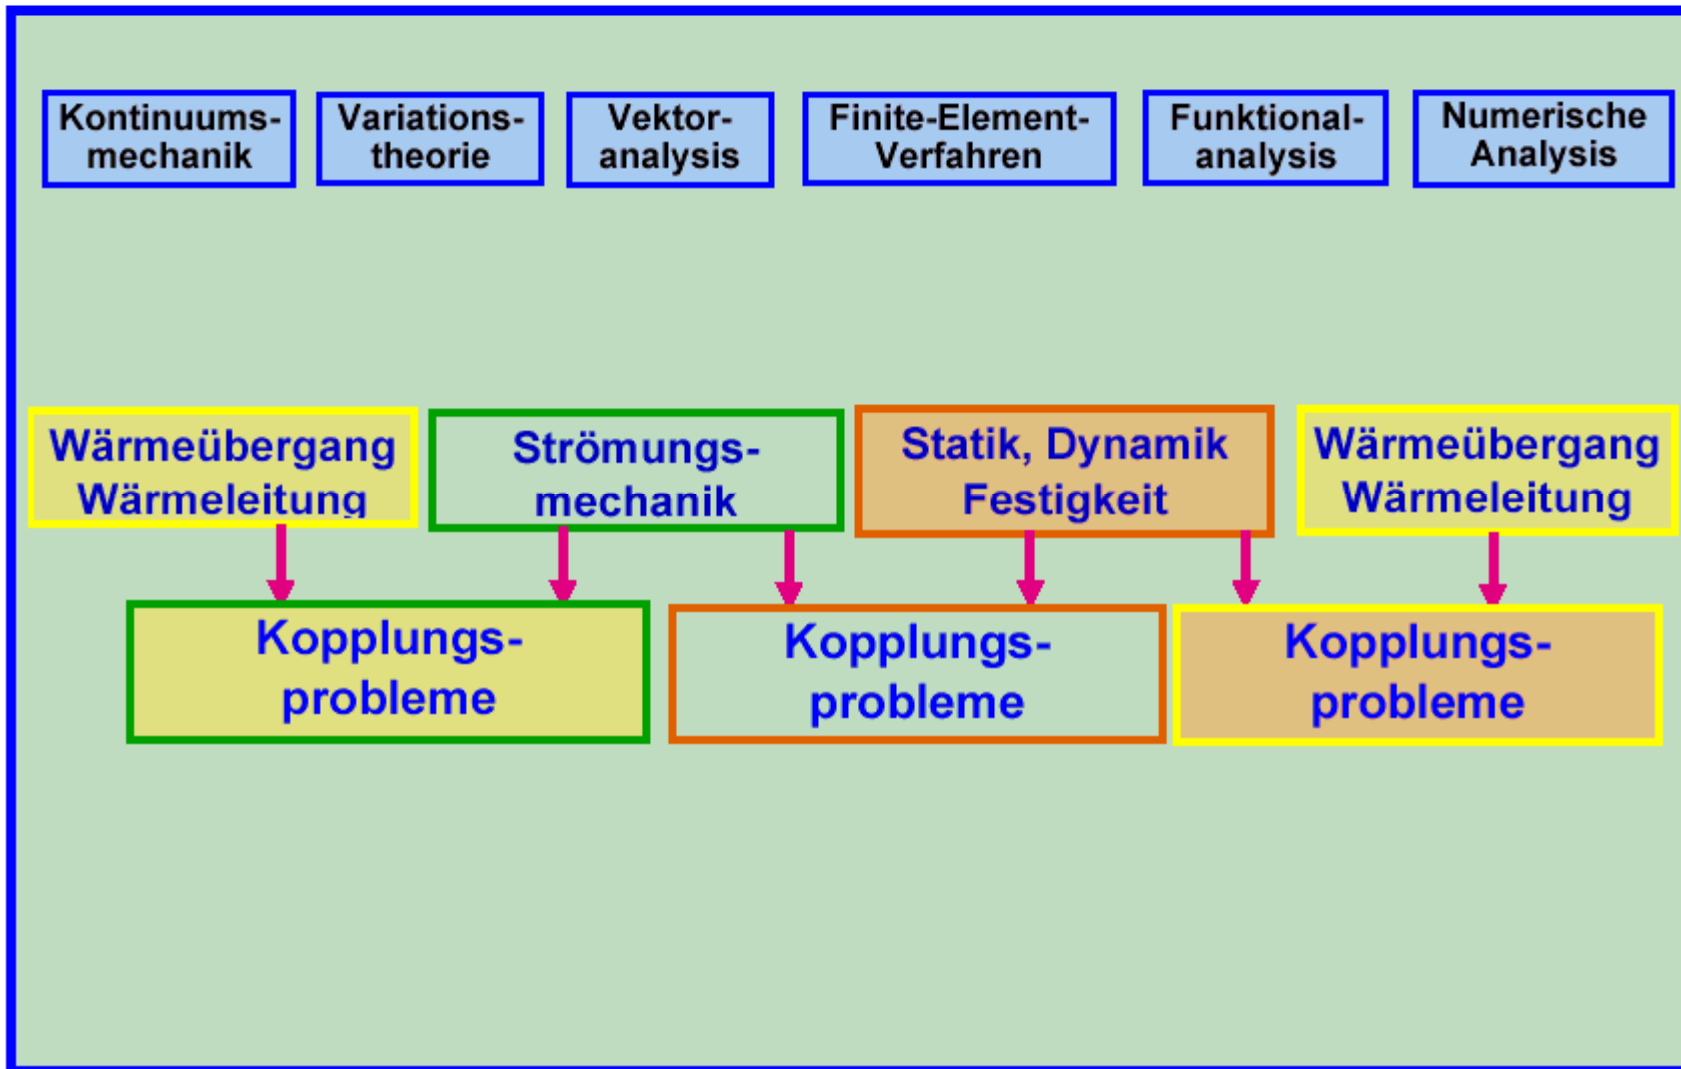 Kontinuums-
mechanik
Variations-
theorie
Vektor-
analysis
Finite-Element-
Verfahren
Funktional-
analysis
Numerische
Analysis
Wärmeübergang
Wärmeleitung
Strömungs-
mechanik
Statik, Dynamik
Festigkeit
Wärmeübergang
Wärmeleitung
Kopplungs-
probleme
Kopplungs-
probleme
Kopplungs-
probleme